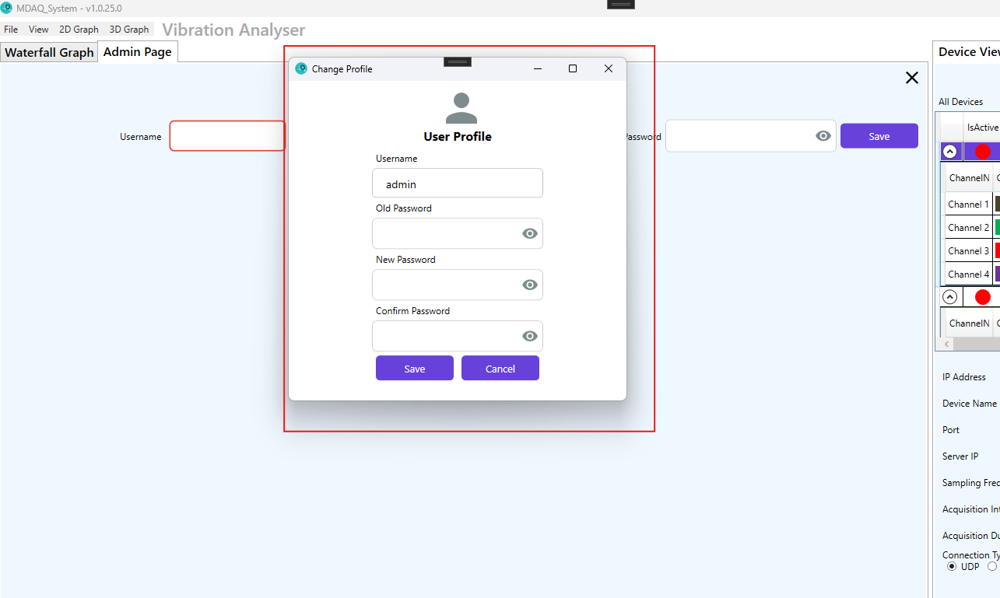 MDAQ_System - v1.0.25.0
File View 2D Graph 3D Graph Vibration Analyser
Waterfall Graph Admin Page
Device View
Change Profile
All Devices
User Profile
Username
Password
Save
IsActive
Username
admin
Old Password
New Password
Confirm Password
Save Cancel
ChannelN
Channel 1
Channel 2
Channel 3
Channel 4
ChannelN
IP Address
Device Name
Port
Server IP
Sampling Frec
Acquisition Int
Acquisition Du
Connection Ty
UDP